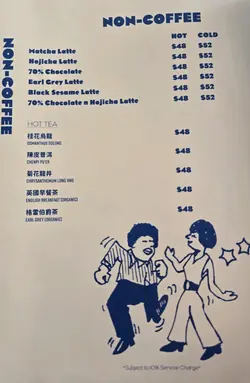 NON-COFFEE
NON-COFFEE
HOT COLD
Matcha Latte $48 $52
Hojicha Latte $48 $52
70% Chocolate $48 $52
Earl Grey Latte $48 $52
Black Sesame Latte $48 $52
70% Chocolate n Hojicha Latte $48 $52
HOT TEA
桂花烏龍 $48
OSMANTHUS OOLONG
陳皮普洱 $48
CHENPI PU'ER
菊花龍井 $48
CHRYSANTHEMUM LONG JING
英國早餐茶 $48
ENGLISH BREAKFAST (ORGANIC)
格雷伯爵茶 $48
EARL GREY (ORGANIC)
*Subject to 10% Service Charge*